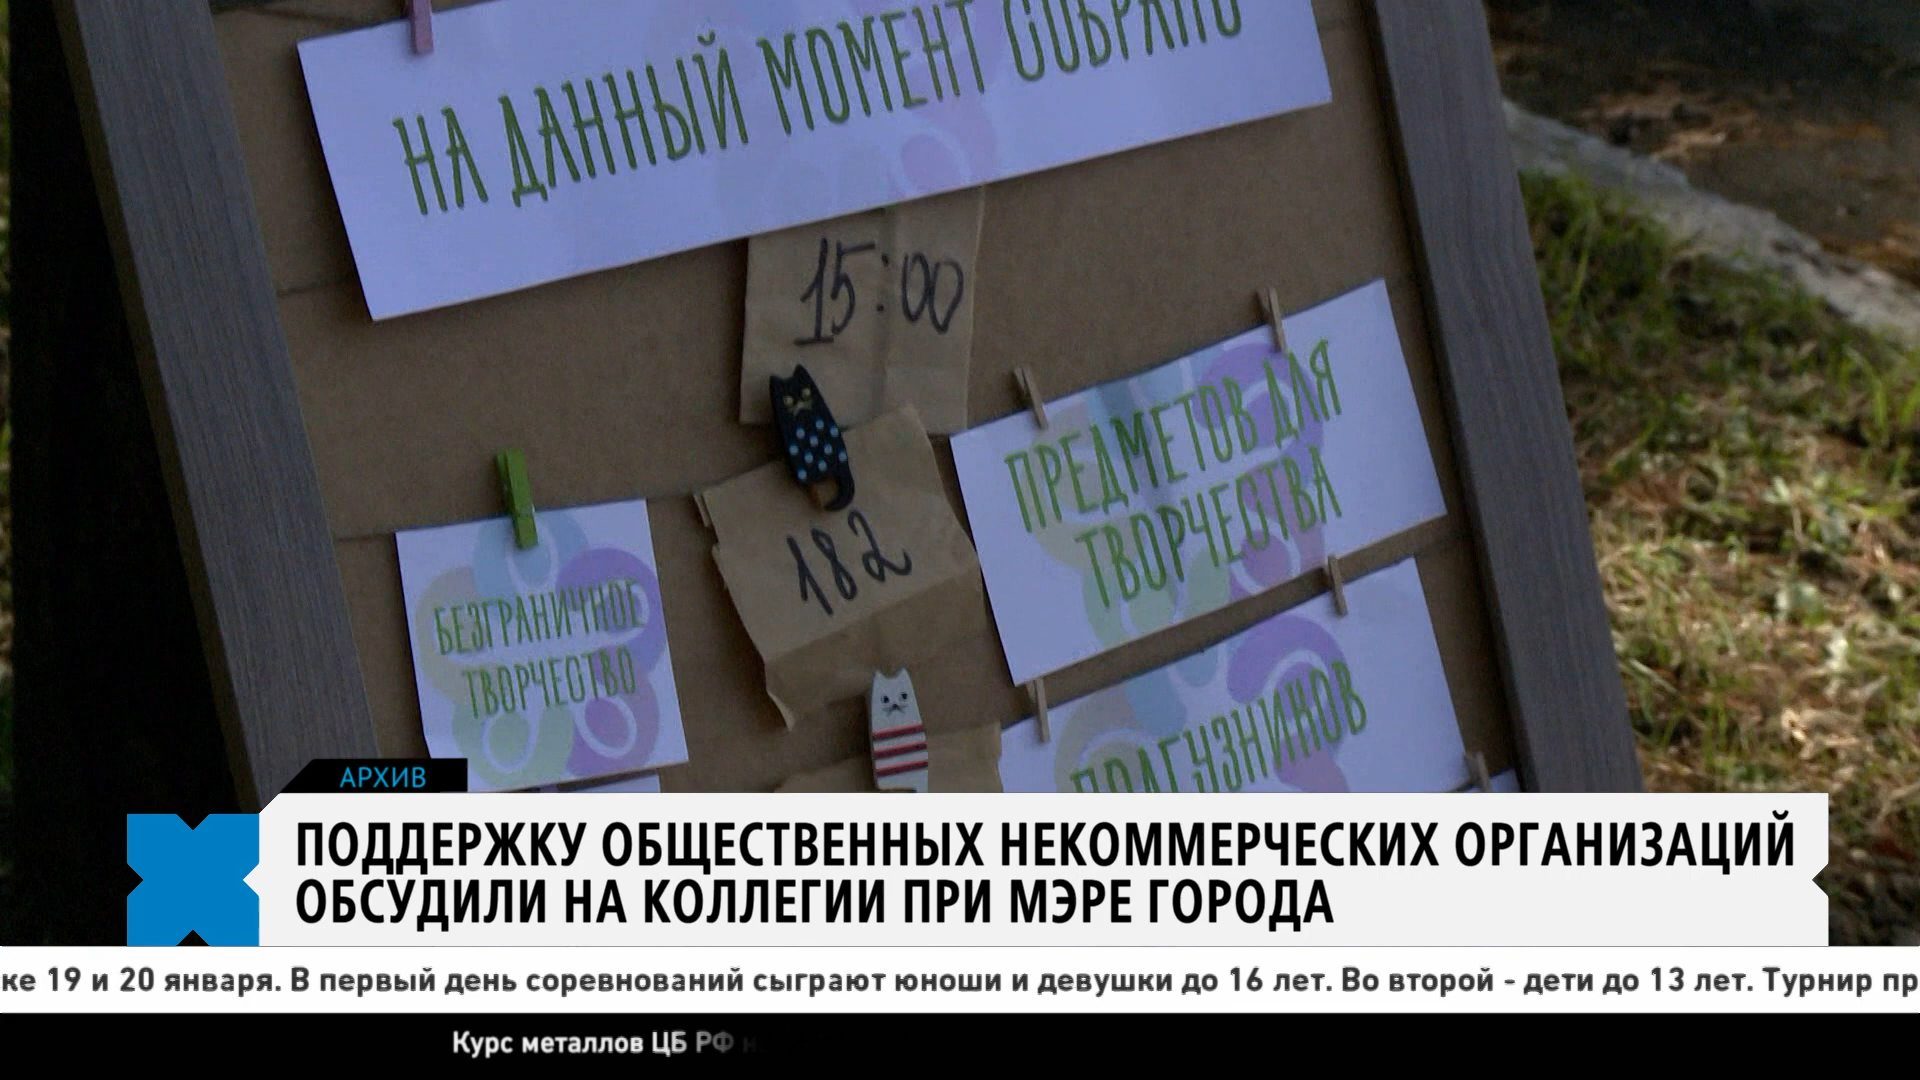 НА ДАННЫЙ МОМЕНТ СОБРАНО
15:00
182
ПРЕДМЕТОВ ДЛЯ
ТВОРЧЕСТВА
БЕЗГРАНИЧНОЕ
ТВОРЧЕСТВО
ПОДГУЗНИКОВ
АРХИВ
ПОДДЕРЖКУ ОБЩЕСТВЕННЫХ НЕКОММЕРЧЕСКИХ ОРГАНИЗАЦИЙ
ОБСУДИЛИ НА КОЛЛЕГИИ ПРИ МЭРЕ ГОРОДА
ке 19 и 20 января. В первый день соревнований сыграют юноши и девушки до 16 лет. Во второй - дети до 13 лет. Турнир пр
Курс металлов ЦБ РФ